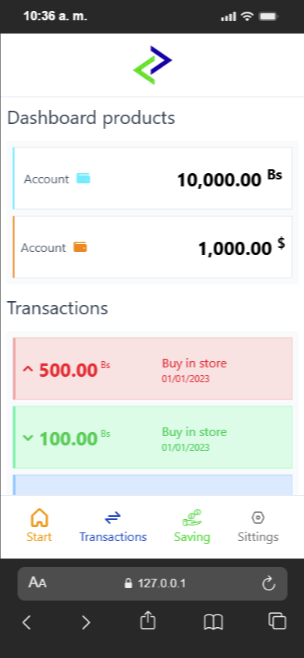 10:36 a. m.
Dashboard products
Account 10,000.00 Bs
Account 1,000.00 $
Transactions
500.00 Bs Buy in store
01/01/2023
100.00 Bs Buy in store
01/01/2023
Start Transactions Saving Sittings
AA 127.0.0.1